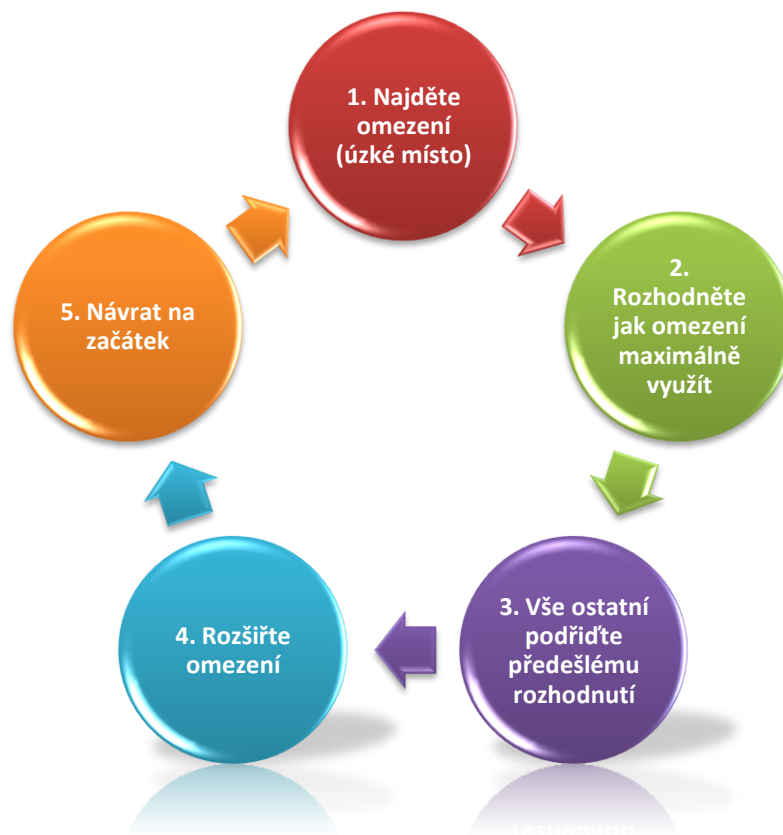 1. Najděte
omezení
(úzké místo)
2.
Rozhodněte
jak omezení
maximálně
využít
3. Vše ostatní
podřiďte
předešlému
rozhodnutí
4. Rozšiřte
omezení
5. Návrat na
začátek